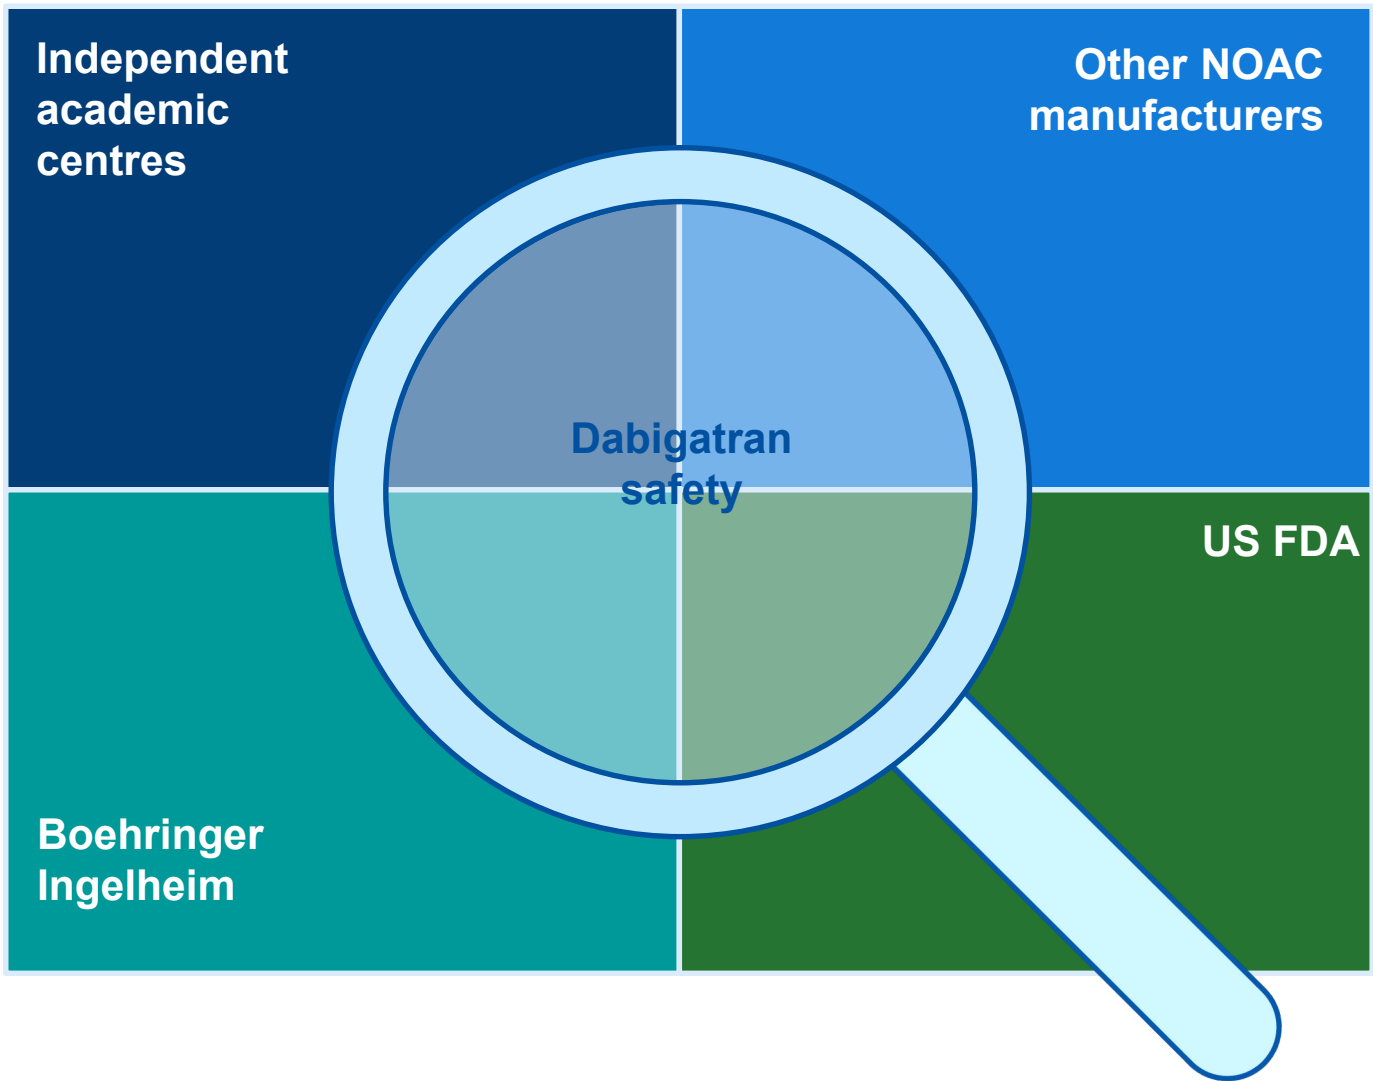 Independent
academic
centres
Other NOAC
manufacturers
Dabigatran
safety
US FDA
Boehringer
Ingelheim